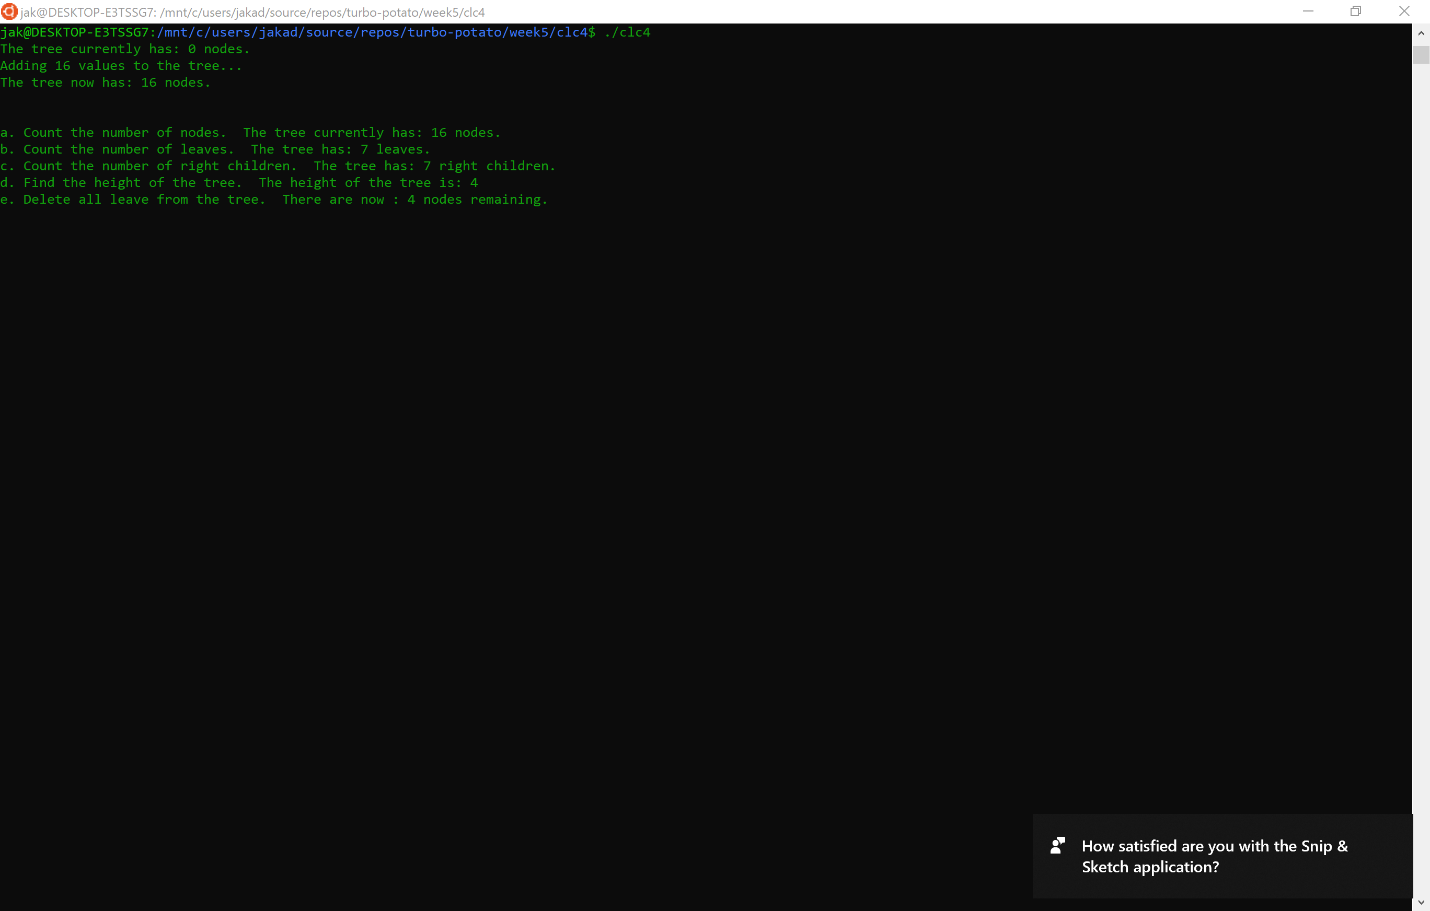 jak@DESKTOP-E3TSSG7: /mnt/c/users/jakad/source/repos/turbo-potato/week5/clc4
jak@DESKTOP-E3TSSG7:/mnt/c/users/jakad/source/repos/turbo-potato/week5/clc4$ ./clc4
The tree currently has: 0 nodes.
Adding 16 values to the tree...
The tree now has: 16 nodes.
a. Count the number of nodes.  The tree currently has: 16 nodes.
b. Count the number of leaves.  The tree has: 7 leaves.
c. Count the number of right children.  The tree has: 7 right children.
d. Find the height of the tree.  The height of the tree is: 4
e. Delete all leave from the tree.  There are now : 4 nodes remaining.
How satisfied are you with the Snip &
Sketch application?